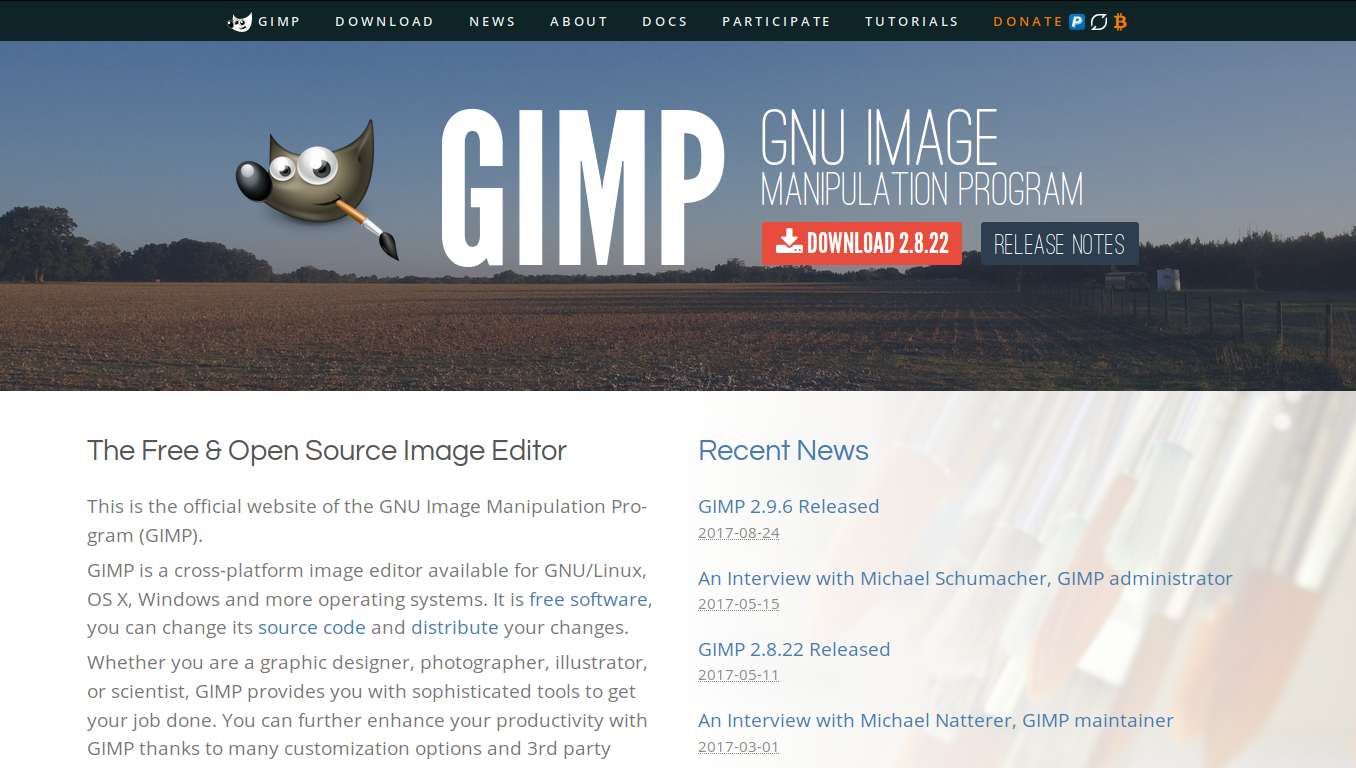 GIMP DOWNLOAD NEWS ABOUT DOCS PARTICIPATE TUTORIALS DONATE
GIMP
GNU IMAGE
MANIPULATION PROGRAM
DOWNLOAD 2.8.22
RELEASE NOTES
The Free & Open Source Image Editor
This is the official website of the GNU Image Manipulation Pro-
gram (GIMP).
GIMP is a cross-platform image editor available for GNU/Linux,
OS X, Windows and more operating systems. It is free software,
you can change its source code and distribute your changes.
Whether you are a graphic designer, photographer, illustrator,
or scientist, GIMP provides you with sophisticated tools to get
your job done. You can further enhance your productivity with
GIMP thanks to many customization options and 3rd party
Recent News
GIMP 2.9.6 Released
2017-08-24
An Interview with Michael Schumacher, GIMP administrator
2017-05-15
GIMP 2.8.22 Released
2017-05-11
An Interview with Michael Natterer, GIMP maintainer
2017-03-01